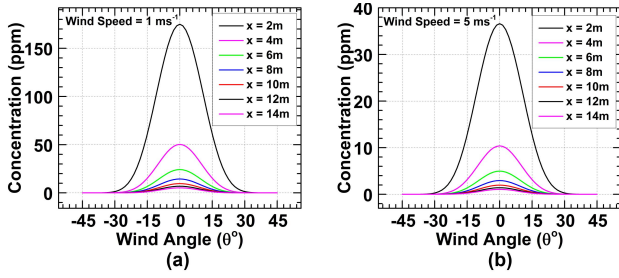 Wind Speed = 1 ms-1
Concentration (ppm)
150
100
50
0
x = 2m
x = 4m
x = 6m
x = 8m
x = 10m
x = 12m
x = 14m
-45 -30 -15 0 15 30 45
Wind Angle (θ°)
(a)
Wind Speed = 5 ms-1
Concentration (ppm)
40
30
20
10
0
x = 2m
x = 4m
x = 6m
x = 8m
x = 10m
x = 12m
x = 14m
-45 -30 -15 0 15 30 45
Wind Angle (θ°)
(b)